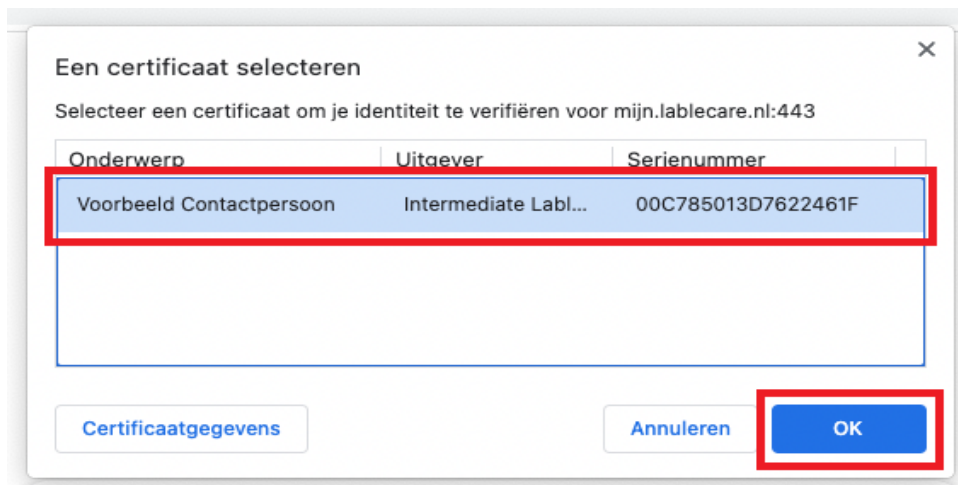 Een certificaat selecteren
Selecteer een certificaat om je identiteit te verifiëren voor mijn.lablecare.nl:443
Onderwerp Uitgever Serienummer
Voorbeeld Contactpersoon Intermediate Labl... 00C785013D7622461F
Certificaatgegevens Annuleren OK